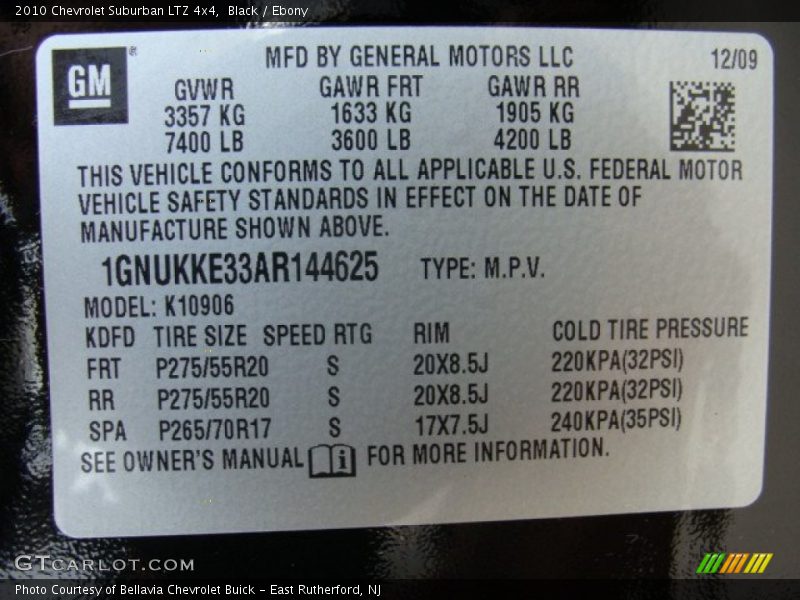 2010 Chevrolet Suburban LTZ 4x4, Black / Ebony
MFD BY GENERAL MOTORS LLC 12/09
GM®
GVWR GAWR FRT GAWR RR
3357 KG 1633 KG 1905 KG
7400 LB 3600 LB 4200 LB
THIS VEHICLE CONFORMS TO ALL APPLICABLE U.S. FEDERAL MOTOR
VEHICLE SAFETY STANDARDS IN EFFECT ON THE DATE OF
MANUFACTURE SHOWN ABOVE.
1GNUKKE33AR144625 TYPE: M.P.V.
MODEL: K10906
KDFD TIRE SIZE SPEED RTG RIM COLD TIRE PRESSURE
FRT P275/55R20 S 20X8.5J 220KPA(32PSI)
RR P275/55R20 S 20X8.5J 220KPA(32PSI)
SPA P265/70R17 S 17X7.5J 240KPA(35PSI)
SEE OWNER'S MANUAL i FOR MORE INFORMATION.
GTCARLOT.COM
Photo Courtesy of Bellavia Chevrolet Buick - East Rutherford, NJ